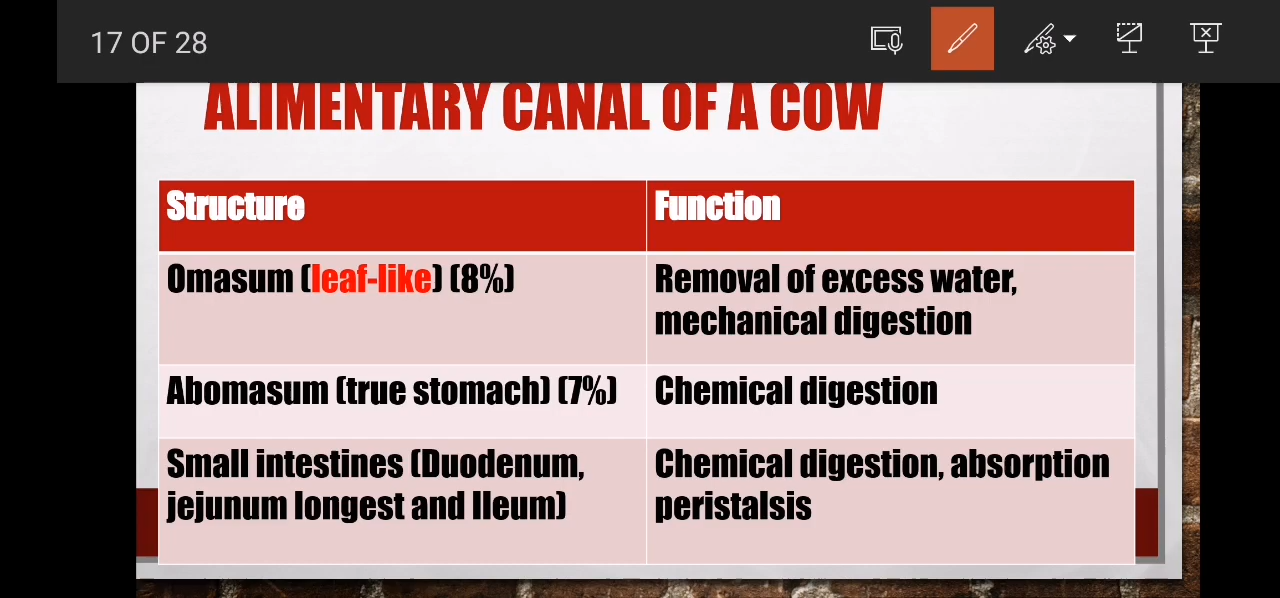 17 OF 28
ALIMENTARY CANAL OF A COW
Structure
Function
Omasum (leaf-like) (8%)
Removal of excess water,
mechanical digestion
Abomasum (true stomach) (7%)
Chemical digestion
Small intestines (Duodenum,
jejunum longest and Ileum)
Chemical digestion, absorption
peristalsis